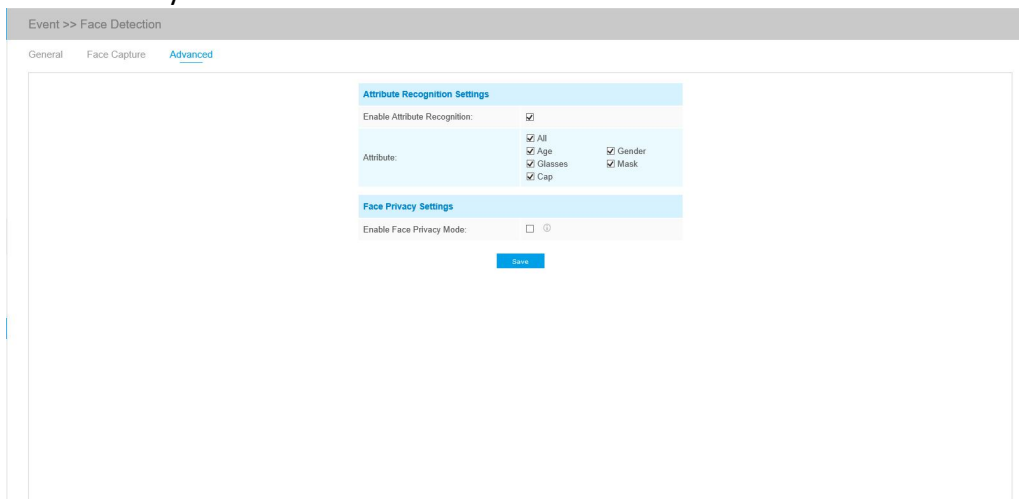 Event >> Face Detection
General Face Capture Advanced
Attribute Recognition Settings
Enable Attribute Recognition:
All
Attribute:
Age Gender
Glasses Mask
Cap
Face Privacy Settings
Enable Face Privacy Mode:
Save